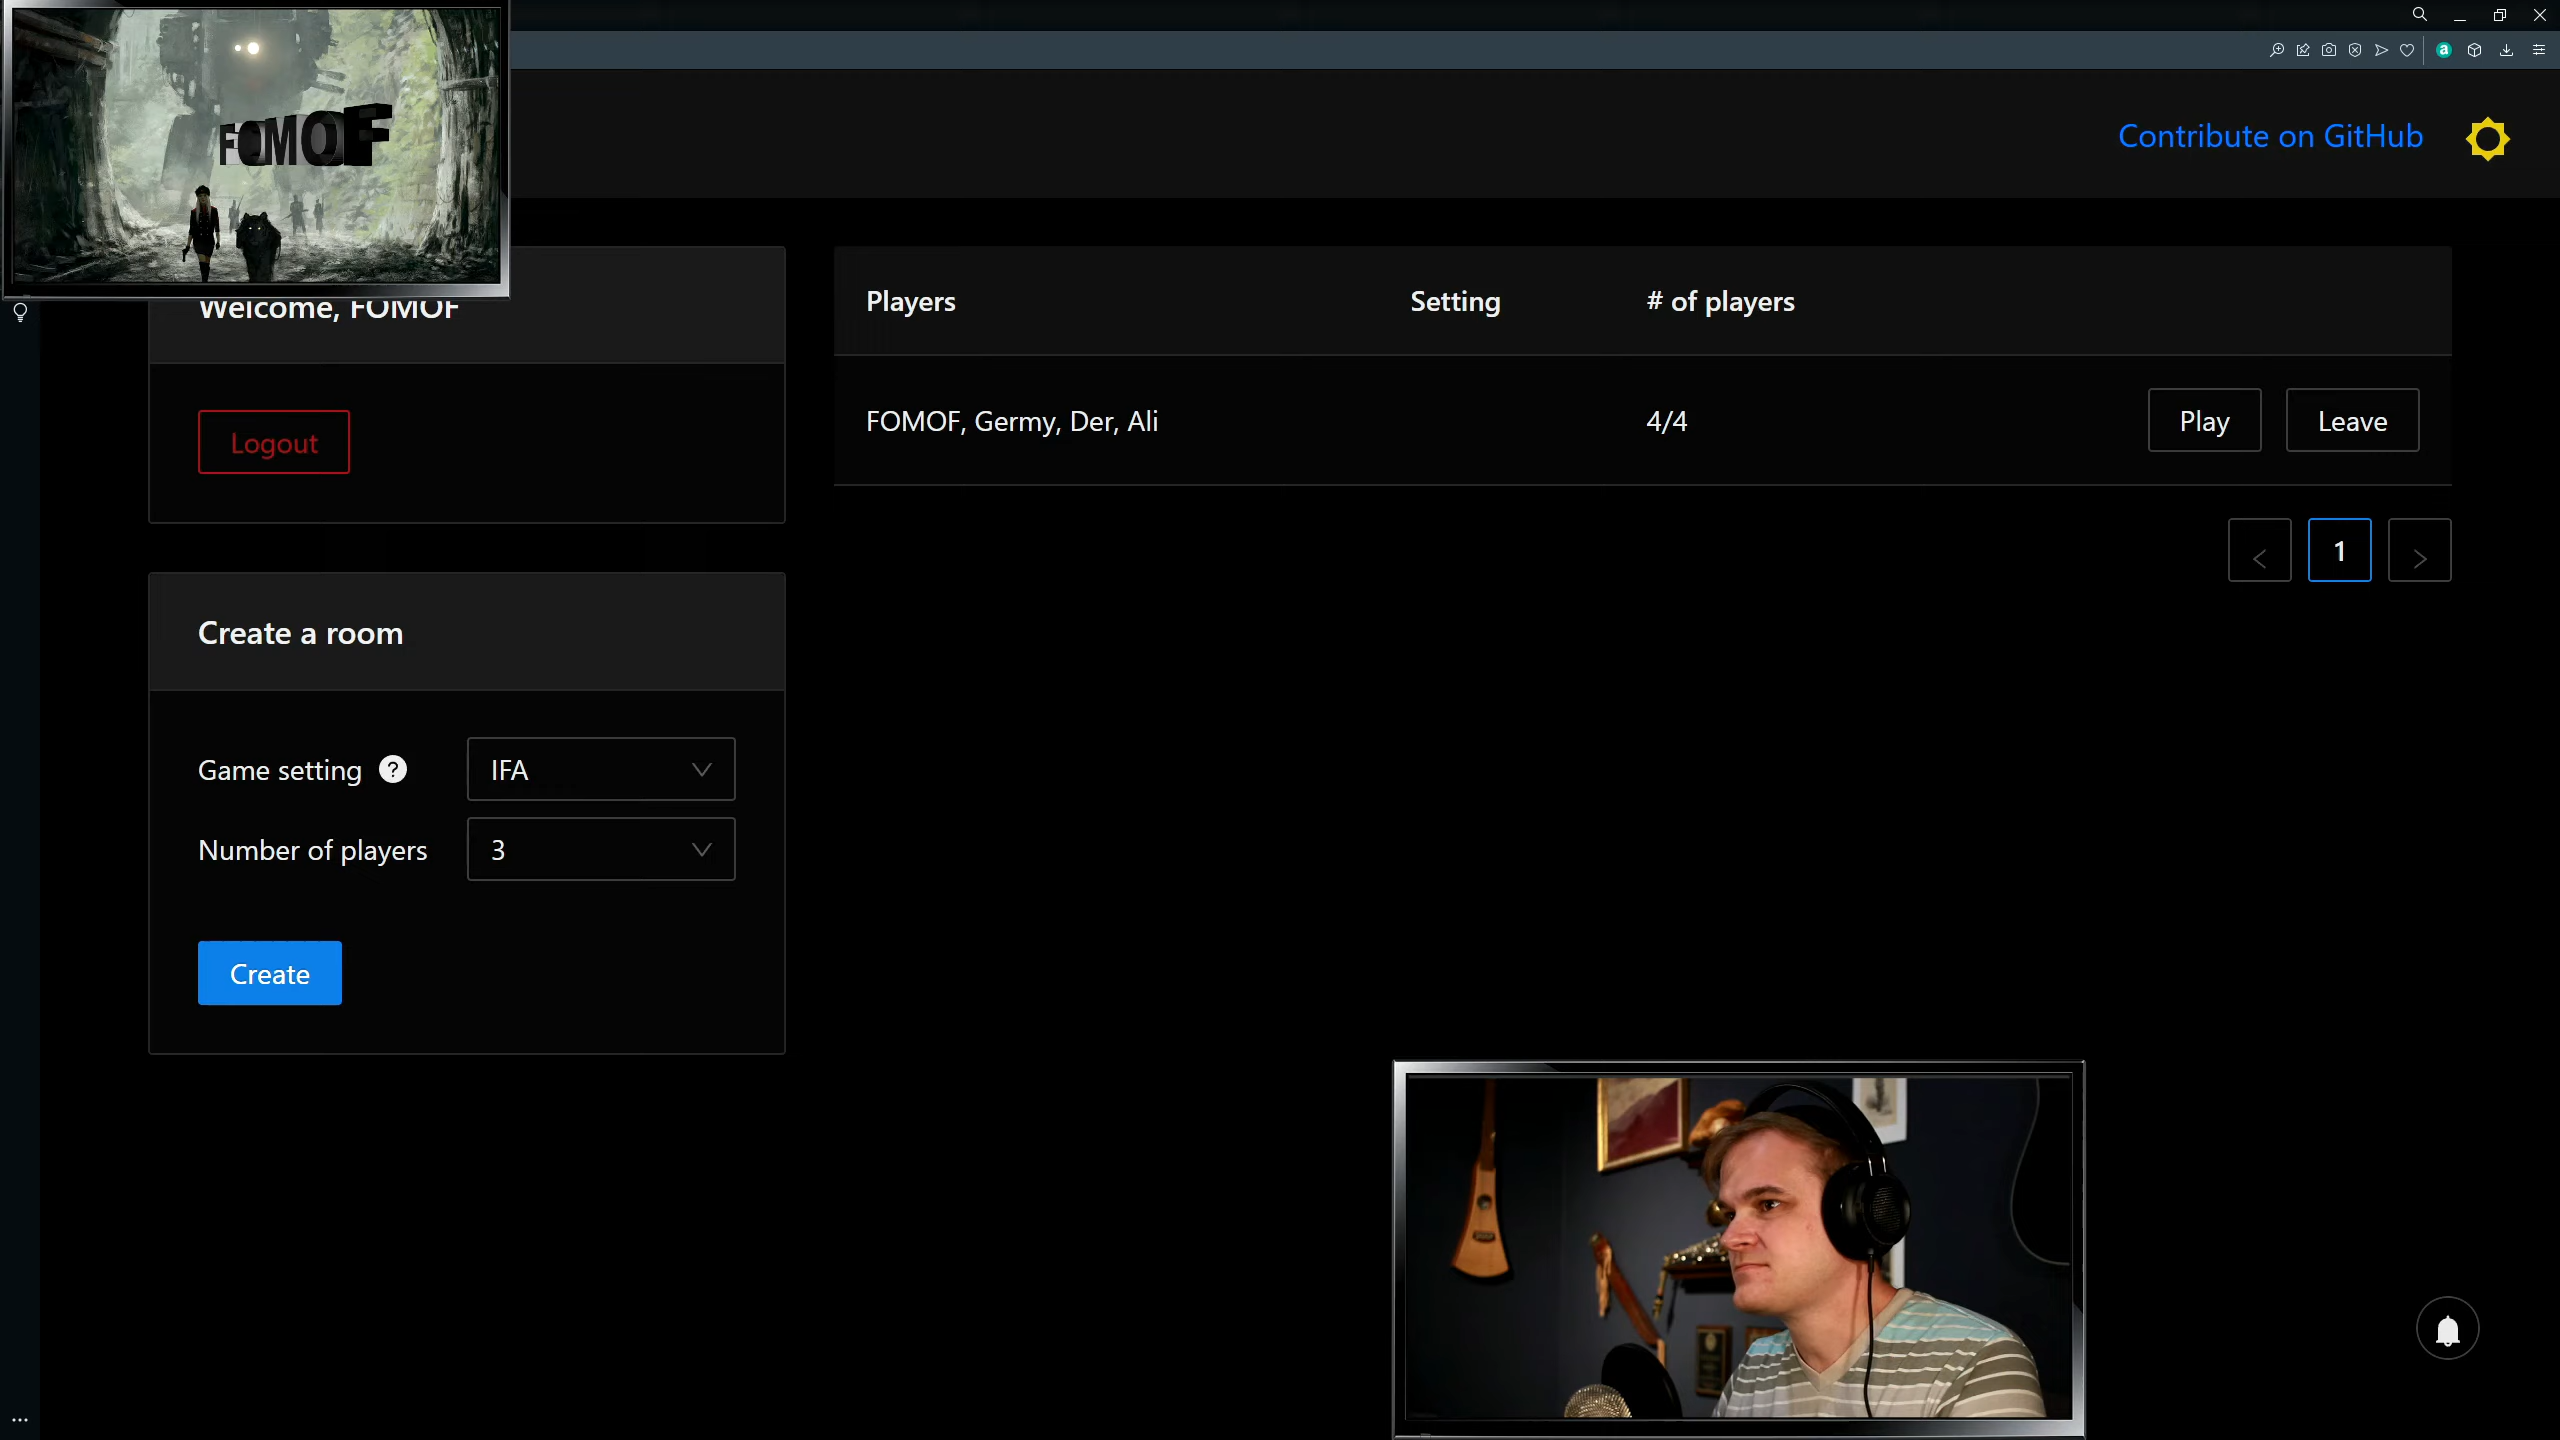 FOMOF
Contribute on GitHub
Welcome, FOMOF
Logout
Players Setting # of players
FOMOF, Germy, Der, Ali 4/4 Play Leave
< 1 >
Create a room
Game setting ?
IFA
Number of players
3
Create